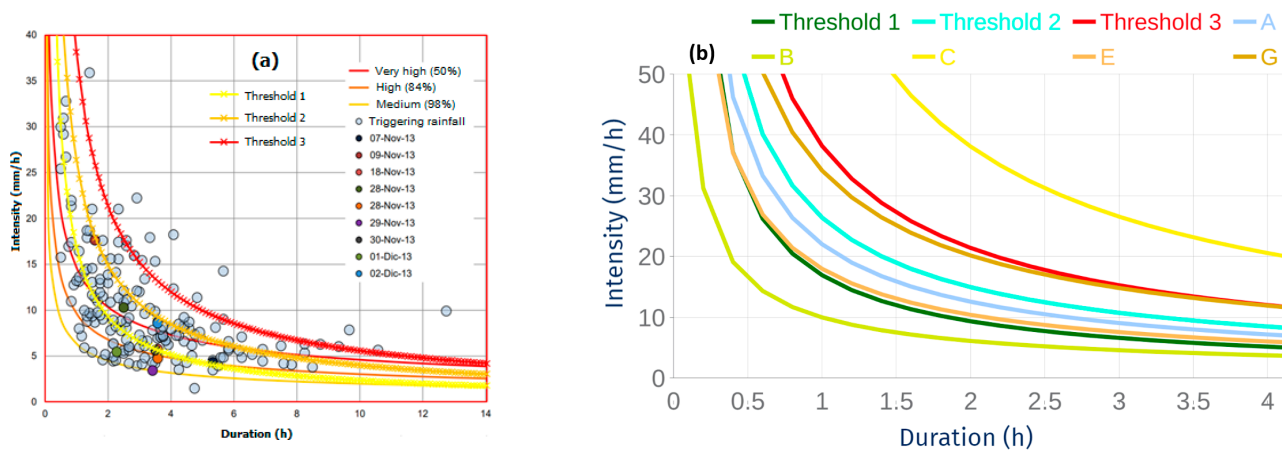 (a)
Very high (50%)
High (84%)
Medium (98%)
Triggering rainfall
07-Nov-13
09-Nov-13
18-Nov-13
28-Nov-13
28-Nov-13
29-Nov-13
30-Nov-13
01-Dic-13
02-Dic-13
Threshold 1
Threshold 2
Threshold 3
Intensity (mm/h)
40
35
30
25
20
15
10
5
0
0 2 4 6 8 10 12 14
Duration (h)
Threshold 1 Threshold 2 Threshold 3 A
B C E G
(b)
Intensity (mm/h)
50
40
30
20
10
0
0 0.5 1 1.5 2 2.5 3 3.5 4
Duration (h)